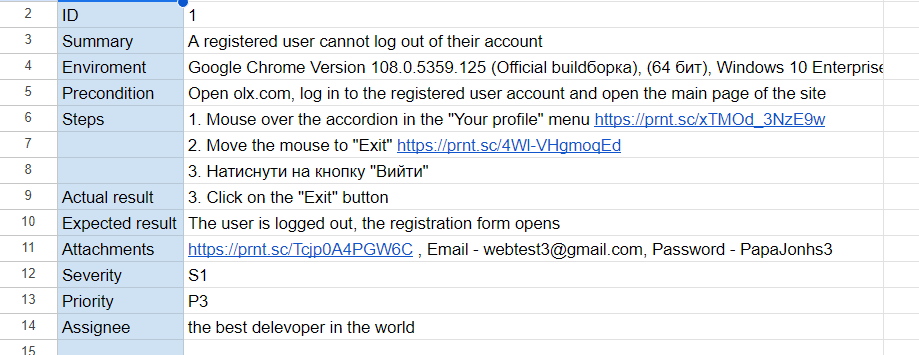 2 ID 1
3 Summary A registered user cannot log out of their account
4 Enviroment Google Chrome Version 108.0.5359.125 (Official buildборка), (64 бит), Windows 10 Enterprise
5 Precondition Open olx.com, log in to the registered user account and open the main page of the site
6 Steps 1. Mouse over the accordion in the "Your profile" menu https://prnt.sc/xTMOd_3NzE9w
7 2. Move the mouse to "Exit" https://prnt.sc/4Wl-VHgmoqEd
8 3. Натиснути на кнопку "Вийти"
9 Actual result 3. Click on the "Exit" button
10 Expected result The user is logged out, the registration form opens
11 Attachments https://prnt.sc/Tcjp0A4PGW6C , Email - webtest3@gmail.com, Password - PapaJonhs3
12 Severity S1
13 Priority P3
14 Assignee the best delevoper in the world
15